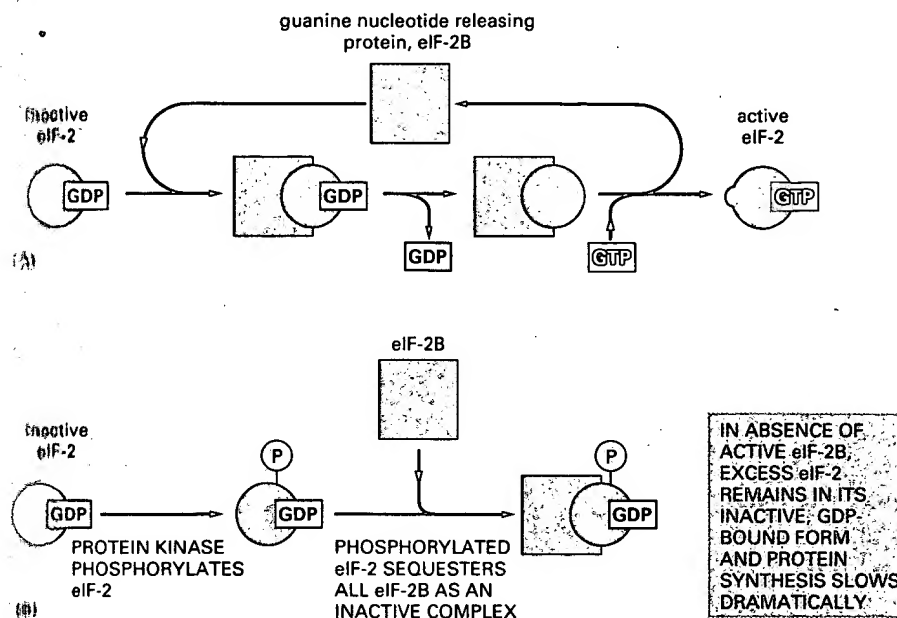 guanine nucleotide releasing
protein, eIF-2B
inactive
eIF-2
active
eIF-2
GDP
GDP
GTP
GDP
GTP
(A)
eIF-2B
inactive
eIF-2
P
P
GDP
GDP
GDP
PROTEIN KINASE
PHOSPHORYLATES
eIF-2
PHOSPHORYLATED
eIF-2 SEQUESTERS
ALL eIF-2B AS AN
INACTIVE COMPLEX
IN ABSENCE OF
ACTIVE eIF-2B,
EXCESS eIF-2
REMAINS IN ITS
INACTIVE, GDP-
BOUND FORM
AND PROTEIN
SYNTHESIS SLOWS
DRAMATICALLY